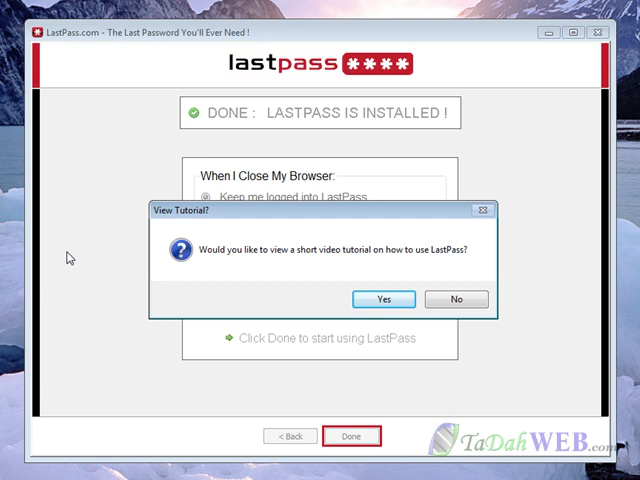 LastPass.com - The Last Password You'll Ever Need !
lastpass ****
DONE : LASTPASS IS INSTALLED !
When I Close My Browser:
Keep me logged into LastPass
View Tutorial?
Would you like to view a short video tutorial on how to use LastPass?
Yes No
Click Done to start using LastPass
< Back Done
TaDahWEB.com